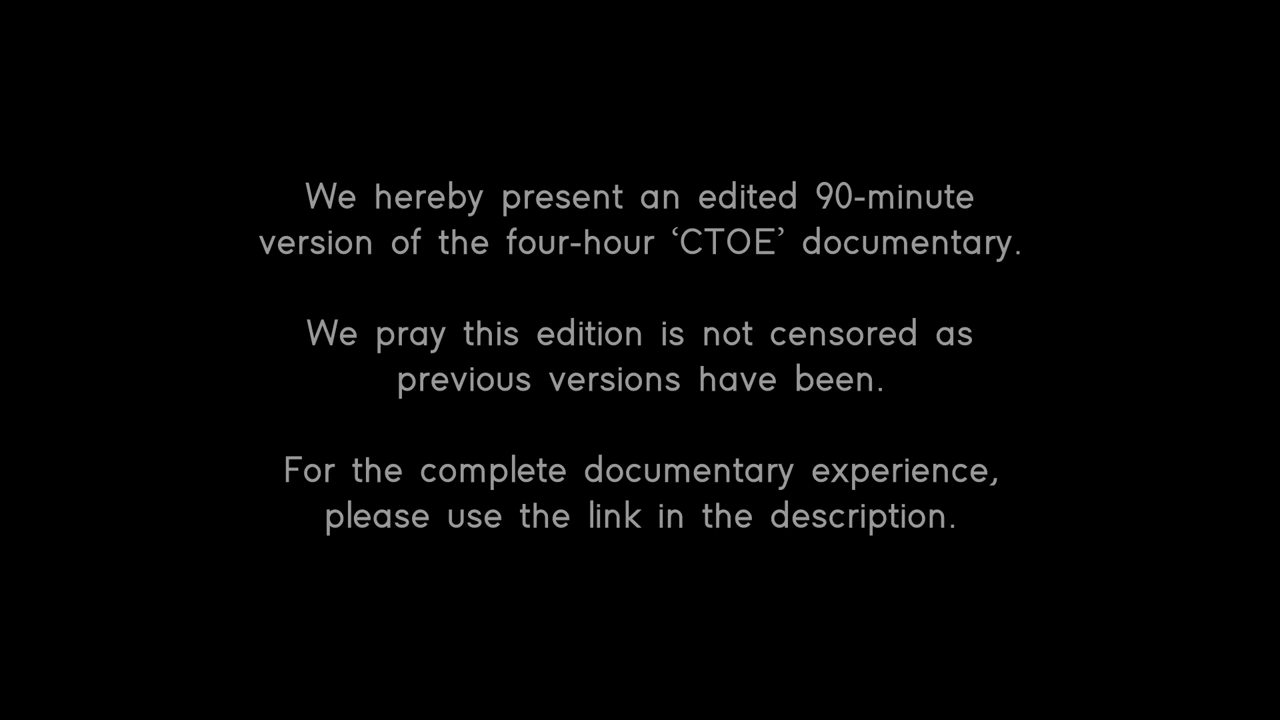 We hereby present an edited 90-minute
version of the four-hour ‘CTOE’ documentary.
We pray this edition is not censored as
previous versions have been.
For the complete documentary experience,
please use the link in the description.